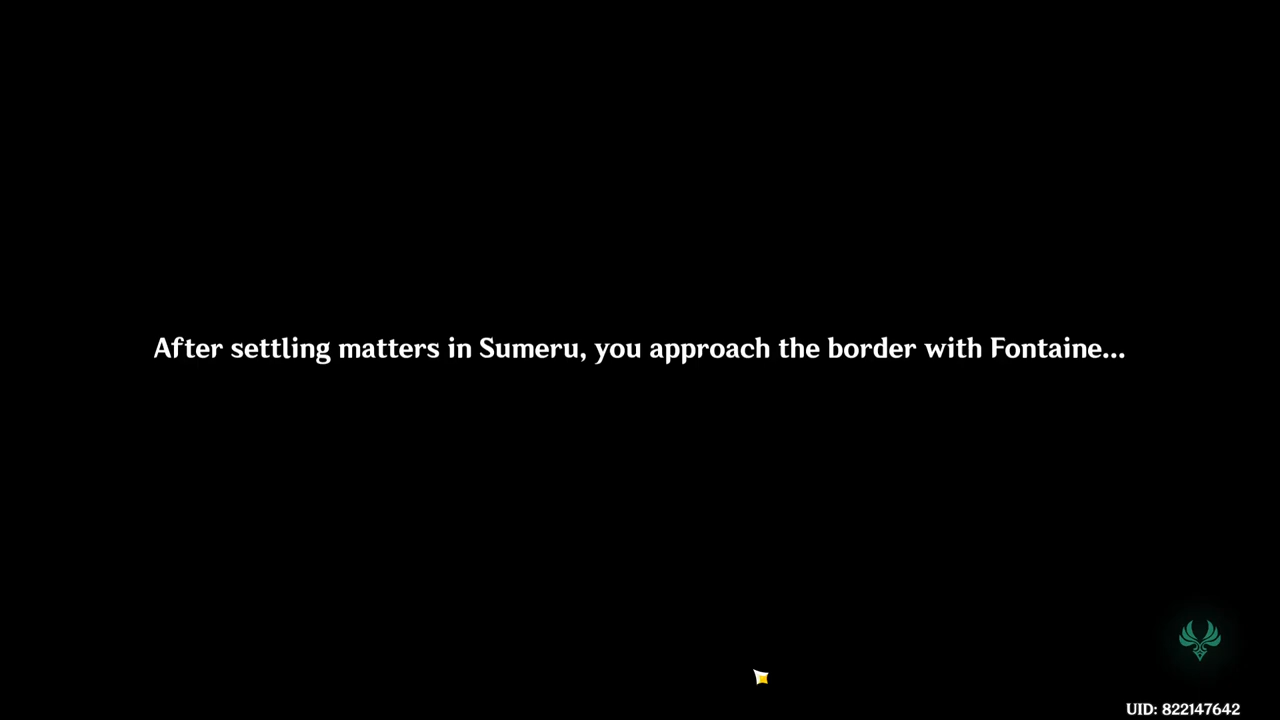 After settling matters in Sumeru, you approach the border with Fontaine...
UID: 822147642